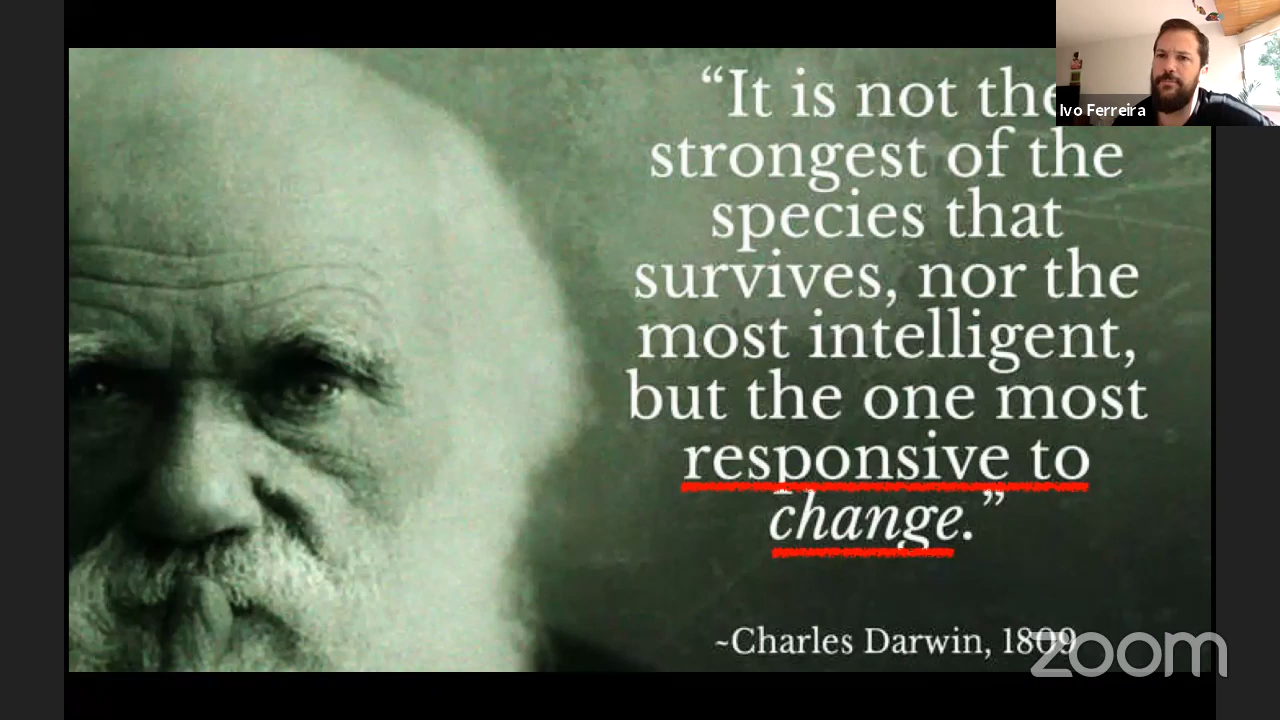 “It is not the
strongest of the
species that
survives, nor the
most intelligent,
but the one most
responsive to
change.”
~Charles Darwin, 1809
Ivo Ferreira
zoom